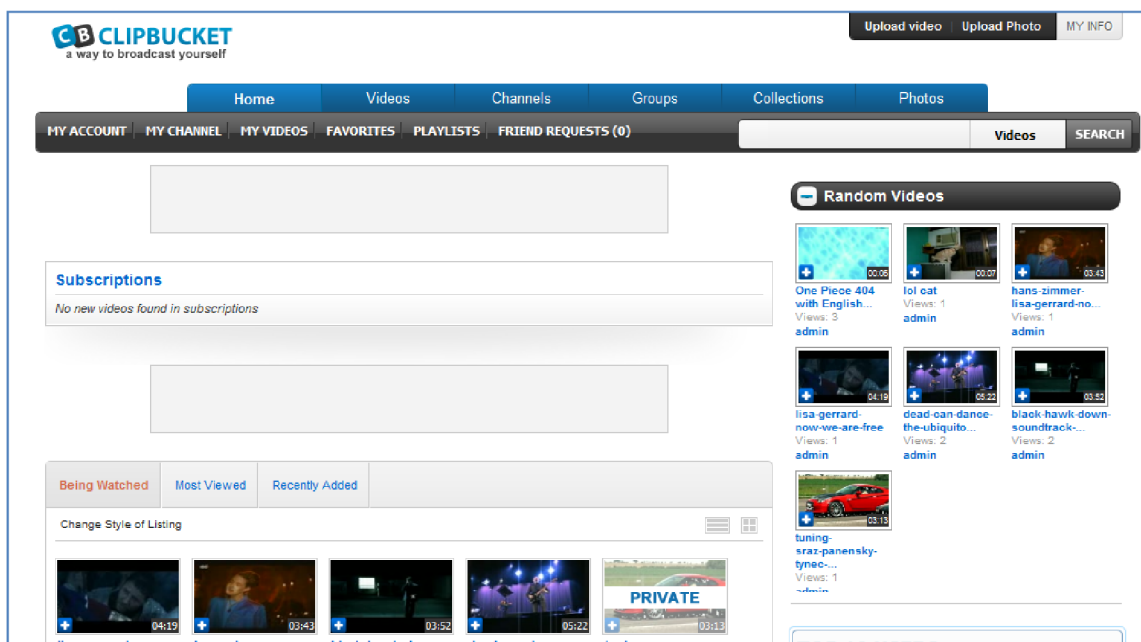 CB CLIPBUCKET
a way to broadcast yourself
Upload video Upload Photo MY INFO
Home Videos Channels Groups Collections Photos
MY ACCOUNT MY CHANNEL MY VIDEOS FAVORITES PLAYLISTS FRIEND REQUESTS (0)
Videos SEARCH
Subscriptions
No new videos found in subscriptions
Being Watched Most Viewed Recently Added
Change Style of Listing
04:19 03:43 03:52 05:22 PRIVATE 03:13
Random Videos
00:05 00:07 03:43
One Piece 404
with English...
Views: 3
admin
lol cat
Views: 1
admin
hans-zimmer-
lisa-gerrard-no...
Views: 1
admin
04:19 05:22 03:52
lisa-gerrard-
now-we-are-free
Views: 1
admin
dead-can-dance-
the-ubiquito...
Views: 2
admin
black-hawk-down-
soundtrack-...
Views: 2
admin
03:13
tuning-
sraz-panensky-
tynec-...
Views: 1
admin